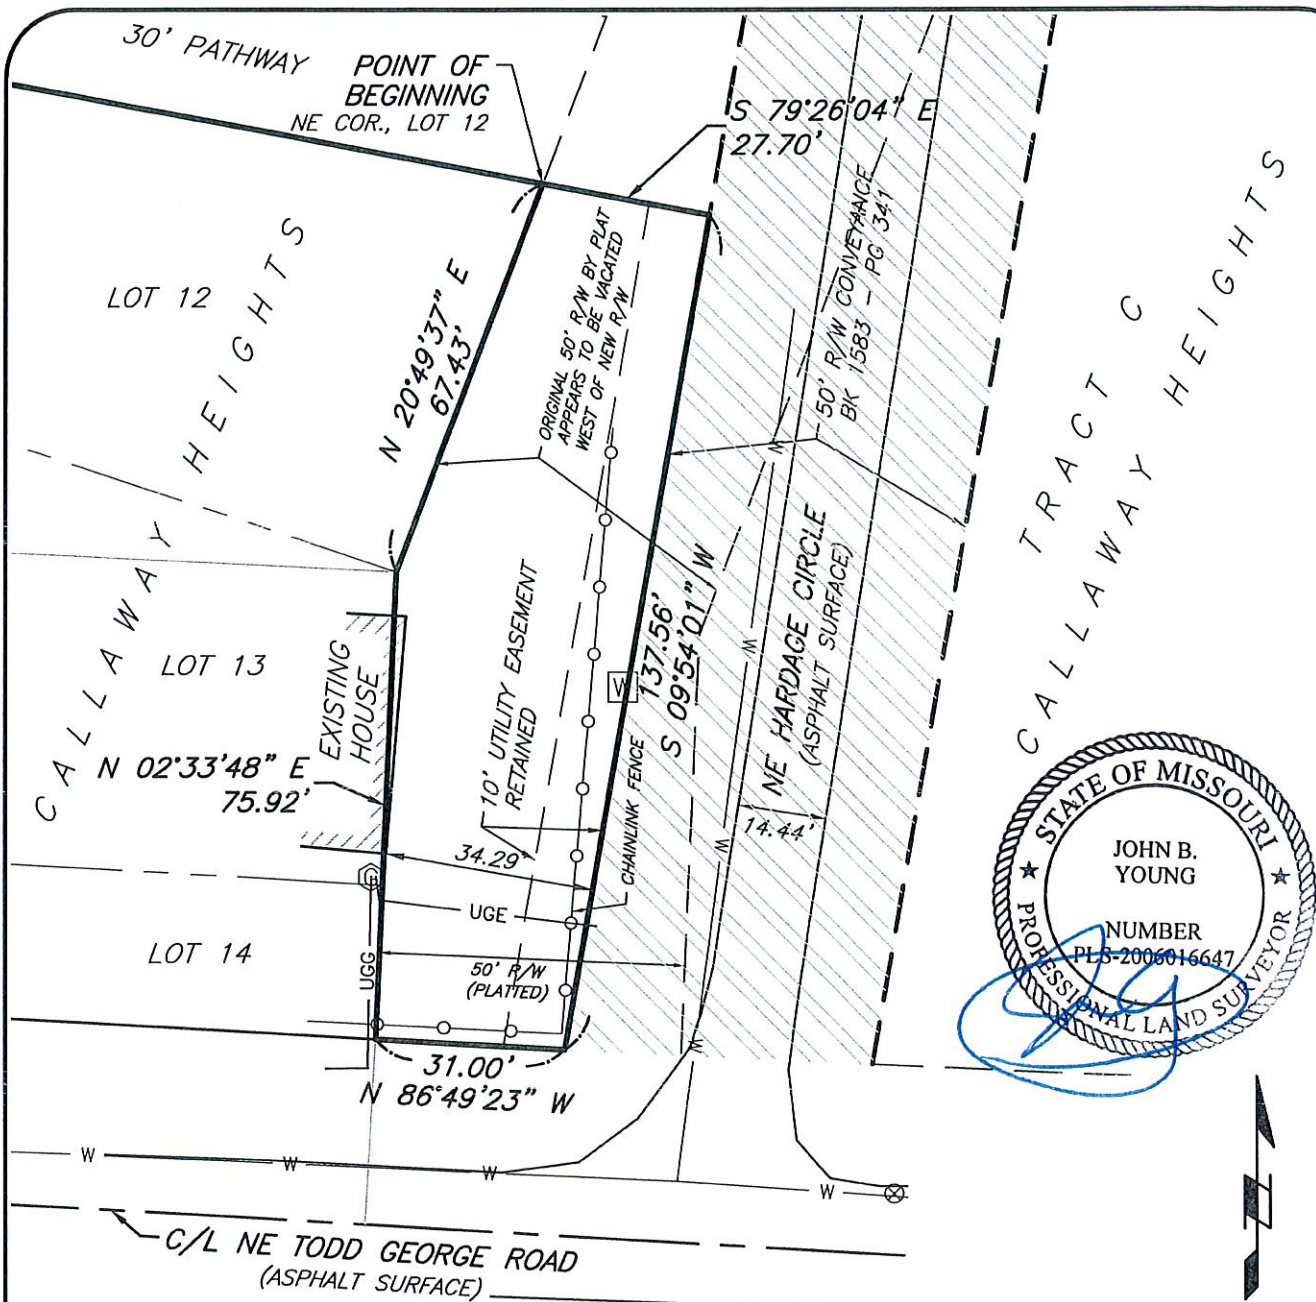 30' PATHWAY
POINT OF
BEGINNING
NE COR., LOT 12
S 79°26'04" E
27.70'
LOT 12
CALLAWAY HEIGHTS
N 20°49'37" E
67.43'
ORIGINAL 50' R/W BY PLAT
APPEARS TO BE VACATED
WEST OF NEW R/W
50' R/W CONVEYANCE
BK 1583 - PG 341
TRACT C
CALLAWAY HEIGHTS
LOT 13
EXISTING
HOUSE
N 02°33'48" E
75.92'
10' UTILITY EASEMENT
RETAINED
W
137.56'
S 09°54'01" W
CHAINLINK FENCE
NE HARDAGE CIRCLE
(ASPHALT SURFACE)
W
W
W
W
14.44'
34.29'
G
UGE
UGG
LOT 14
50' R/W
(PLATTED)
31.00'
N 86°49'23" W
STATE OF MISSOURI
JOHN B.
YOUNG
NUMBER
PLS-2006016647
PROFESSIONAL LAND SURVEYOR
W
W
W
W
C/L NE TODD GEORGE ROAD
(ASPHALT SURFACE)
N